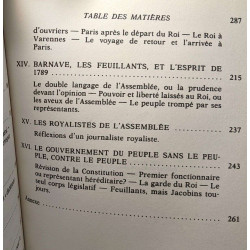 TABLE DES MATIÈRES 287
d'ouvriers — Paris après le départ du Roi — Le Roi à
Varennes — Le voyage de retour et l'arrivée à
Paris.
XIV. BARNAVE, LES FEUILLANTS, ET L'ESPRIT DE
1789 215
Le double langage de l'Assemblée, ou la prudence
devant l'opinion — Pouvoir et liberté laissés au Roi, ou
les aveux de l'Assemblée — Le peuple trompé par ses
représentants.
XV. LES ROYALISTES DE L'ASSEMBLÉE 237
Réflexions d'un journaliste royaliste.
XVI. LE GOUVERNEMENT DU PEUPLE SANS LE PEU-
PLE, CONTRE LE PEUPLE 243
Révision de la Constitution — Premier fonctionnaire
ou représentant héréditaire? — La garde du Roi — Le
seul corps législatif — Feuillants, mais Jacobins tou-
jours.
261